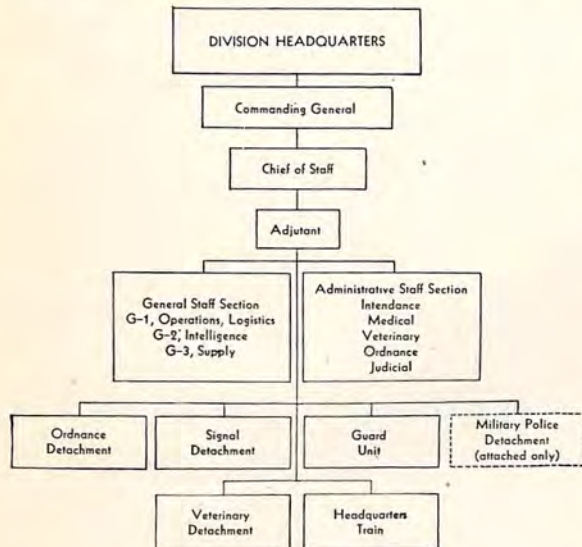 DIVISION HEADQUARTERS
Commanding General
Chief of Staff
Adjutant
General Staff Section
G-1, Operations, Logistics
G-2, Intelligence
G-3, Supply
Administrative Staff Section
Intendance
Medical
Veterinary
Ordnance
Judicial
Ordnance
Detachment
Signal
Detachment
Guard
Unit
Military Police
Detachment
(attached only)
Veterinary
Detachment
Headquarters
Train